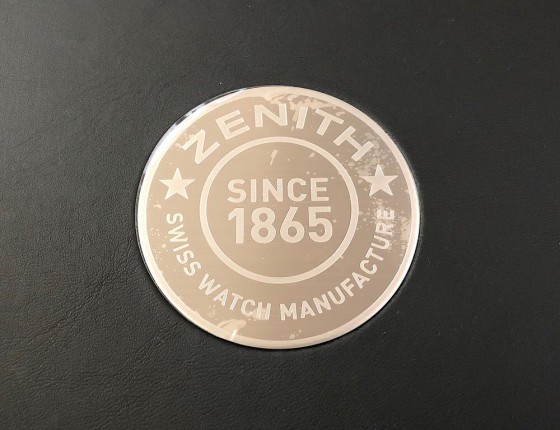 ZENITH
SINCE
1865
SWISS WATCH MANUFACTURE